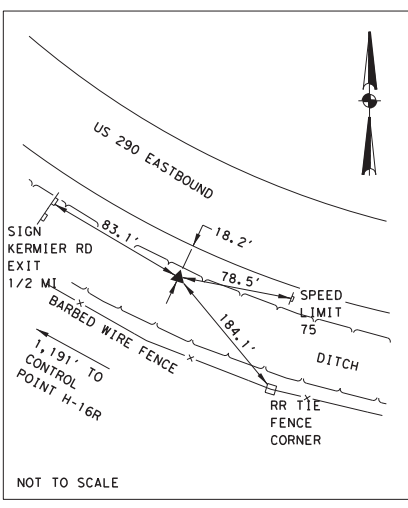 US 290 EASTBOUND
18.2'
83.1'
78.5'
SIGN
KERMIER RD
EXIT
1/2 MI
SPEED
LIMIT
75
184.1'
BARBED WIRE FENCE
DITCH
1,191' TO
CONTROL
POINT H-16R
RR TIE
FENCE
CORNER
NOT TO SCALE